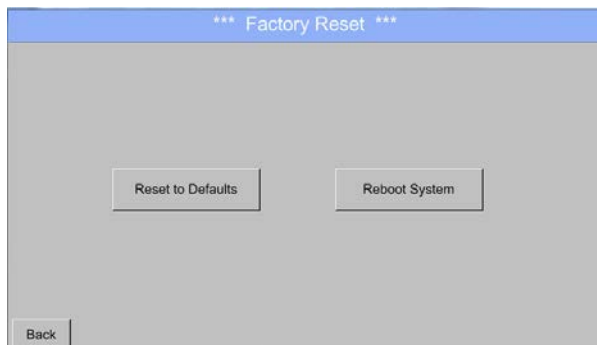 *** Factory Reset ***
Reset to Defaults
Reboot System
Back